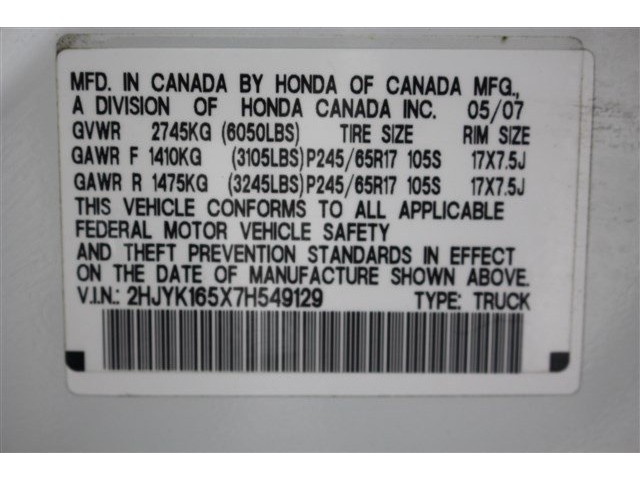 MFD. IN CANADA BY HONDA OF CANADA MFG.,
A DIVISION OF HONDA CANADA INC. 05/07
GVWR 2745KG (6050LBS) TIRE SIZE RIM SIZE
GAWR F 1410KG (3105LBS)P245/65R17 105S 17X7.5J
GAWR R 1475KG (3245LBS)P245/65R17 105S 17X7.5J
THIS VEHICLE CONFORMS TO ALL APPLICABLE
FEDERAL MOTOR VEHICLE SAFETY
AND THEFT PREVENTION STANDARDS IN EFFECT
ON THE DATE OF MANUFACTURE SHOWN ABOVE.
V.I.N.: 2HJYK165X7H549129 TYPE: TRUCK